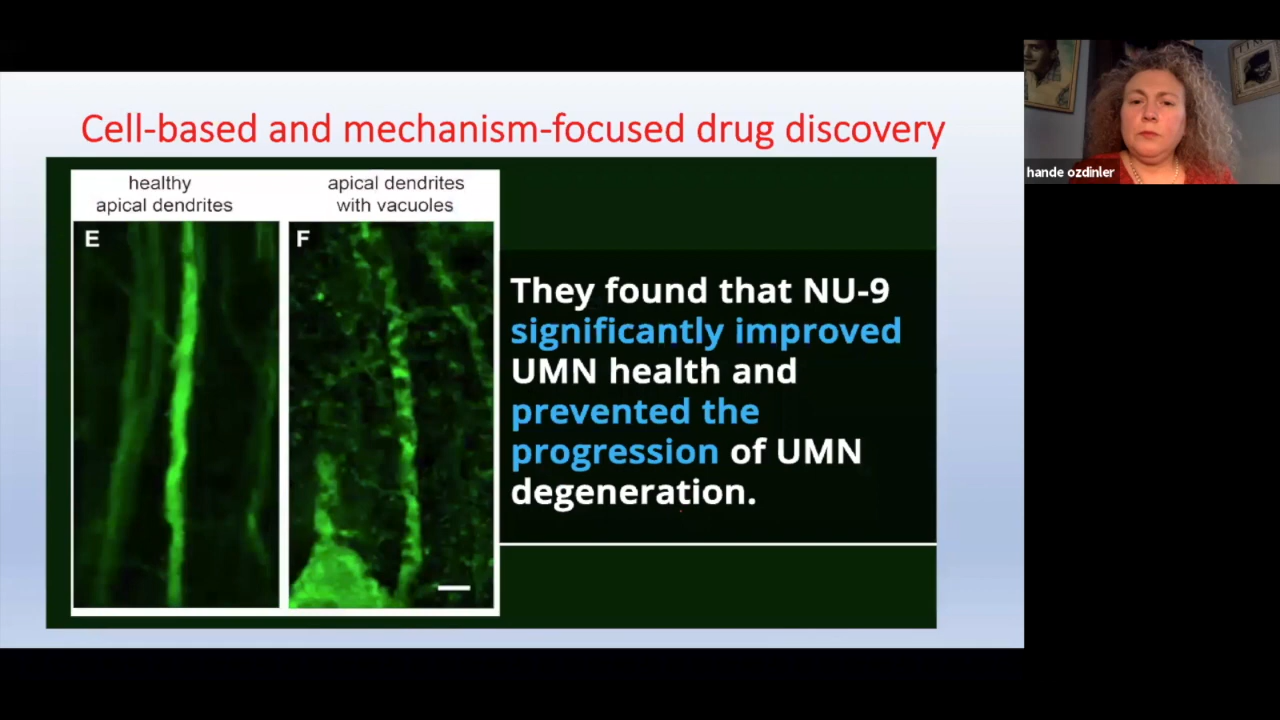 Cell-based and mechanism-focused drug discovery
healthy
apical dendrites
apical dendrites
with vacuoles
E
F
They found that NU-9
significantly improved
UMN health and
prevented the
progression of UMN
degeneration.
hande ozdinler